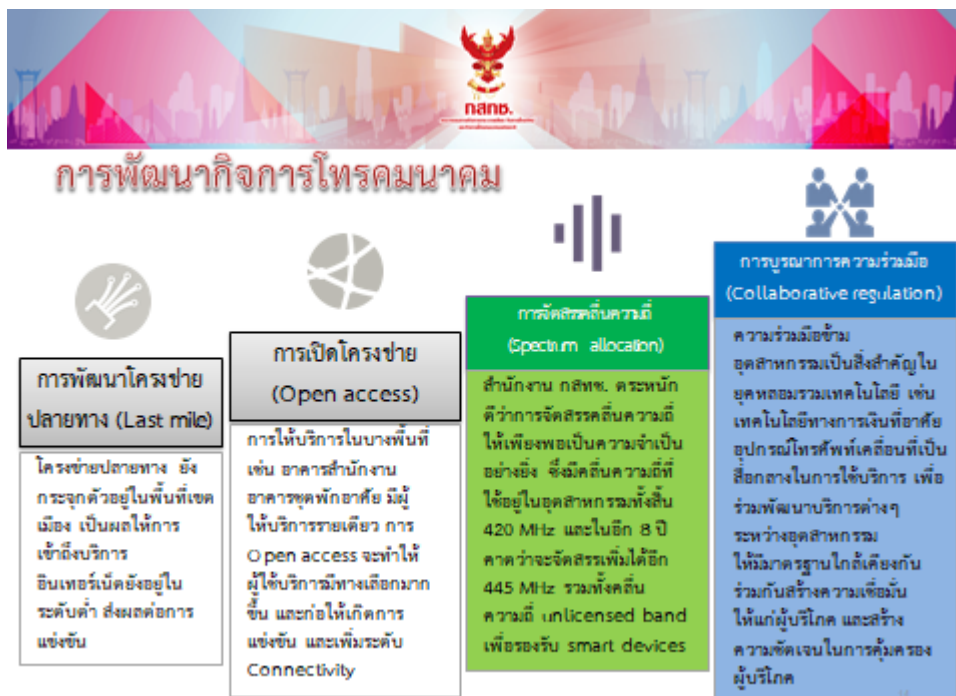 กสทช.
การพัฒนากิจการโทรคมนาคม
การพัฒนาโครงข่าย
ปลายทาง (Last mile)
โครงข่ายปลายทาง ยัง
กระจุกตัวอยู่ในพื้นที่เขต
เมือง เป็นผลให้การ
เข้าถึงบริการ
อินเทอร์เน็ตยังอยู่ใน
ระดับต่ำ ส่งผลต่อการ
แข่งขัน
การเปิดโครงข่าย
(Open access)
การให้บริการในบางพื้นที่
เช่น อาคารสำนักงาน
อาคารชุดพักอาศัย มีผู้
ให้บริการรายเดียว การ
Open access จะทำให้
ผู้ใช้บริการมีทางเลือกมาก
ขึ้น และก่อให้เกิดการ
แข่งขัน และเพิ่มระดับ
Connectivity
การจัดสรรคลื่นความถี่
(Spectrum allocation)
สำนักงาน กสทช. ตระหนัก
ดีว่าการจัดสรรคลื่นความถี่
ให้เพียงพอเป็นความจำเป็น
อย่างยิ่ง ซึ่งมีคลื่นความถี่ที่
ใช้อยู่ในอุตสาหกรรมทั้งสิ้น
420 MHz และในอีก 8 ปี
คาดว่าจะจัดสรรเพิ่มได้อีก
445 MHz รวมทั้งคลื่น
ความถี่ unlicensed band
เพื่อรองรับ smart devices
การบูรณาการความร่วมมือ
(Collaborative regulation)
ความร่วมมือข้าม
อุตสาหกรรมเป็นสิ่งสำคัญใน
ยุคหลอมรวมเทคโนโลยี เช่น
เทคโนโลยีทางการเงินที่อาศัย
อุปกรณ์โทรศัพท์เคลื่อนที่เป็น
สื่อกลางในการใช้บริการ เพื่อ
ร่วมพัฒนาบริการต่างๆ
ระหว่างอุตสาหกรรม
ให้มีมาตรฐานใกล้เคียงกัน
ร่วมกันสร้างความเชื่อมั่น
ให้แก่ผู้บริโภค และสร้าง
ความชัดเจนในการคุ้มครอง
ผู้บริโภค